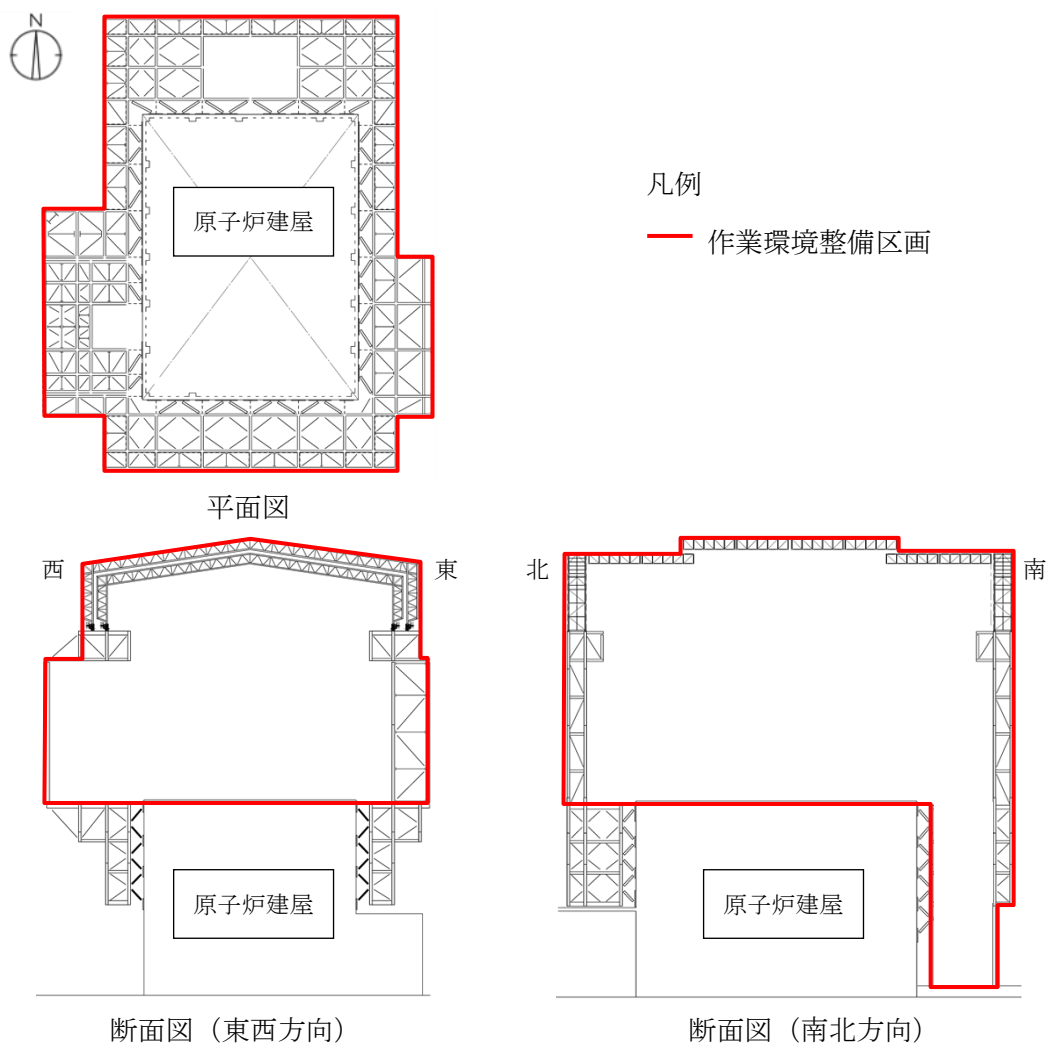 N
原子炉建屋
凡例
作業環境整備区画
平面図
西
東
北
南
原子炉建屋
原子炉建屋
断面図（東西方向）
断面図（南北方向）